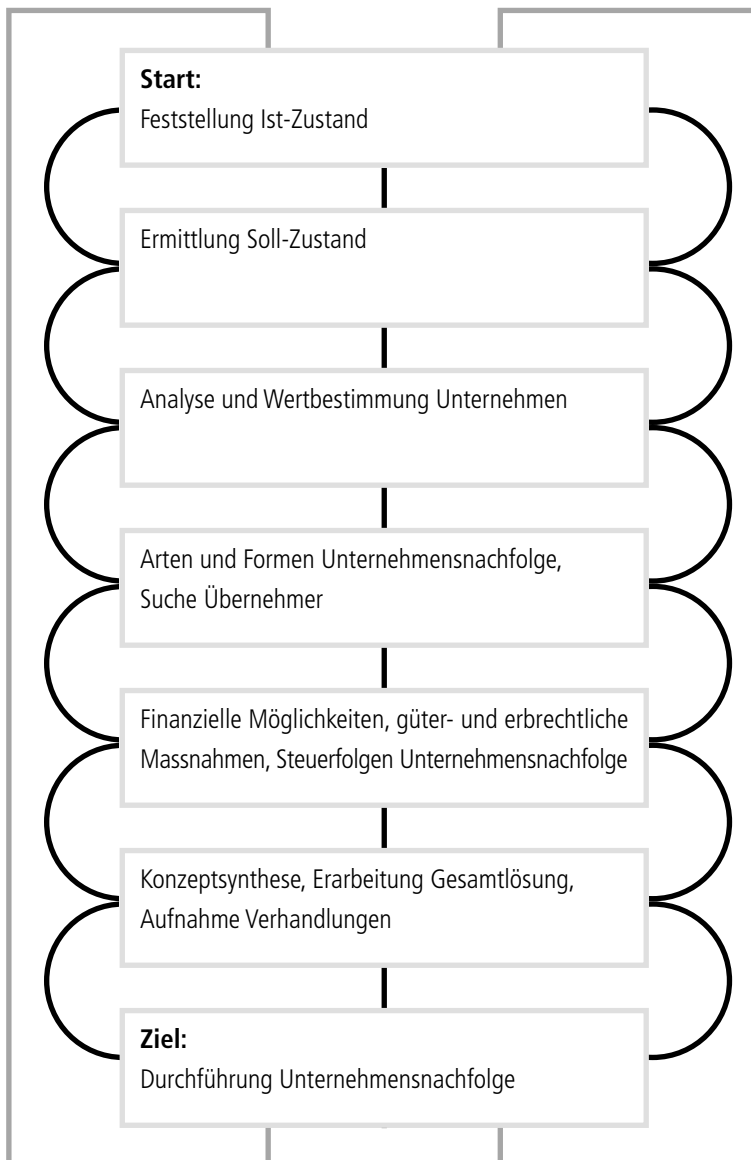 Start:
Feststellung Ist-Zustand
Ermittlung Soll-Zustand
Analyse und Wertbestimmung Unternehmen
Arten und Formen Unternehmensnachfolge,
Suche Übernehmer
Finanzielle Möglichkeiten, güter- und erbrechtliche
Massnahmen, Steuerfolgen Unternehmensnachfolge
Konzeptsynthese, Erarbeitung Gesamtlösung,
Aufnahme Verhandlungen
Ziel:
Durchführung Unternehmensnachfolge